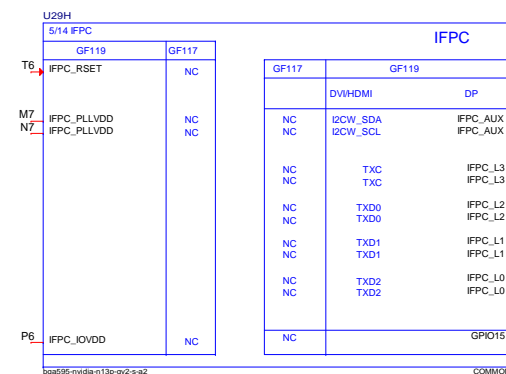 U29H
5/14 IFPC
IFPC
GF119 GF117
T6 IFPC_RSET NC
GF117 GF119
DVI/HDMI DP
M7 IFPC_PLLVDD NC
N7 IFPC_PLLVDD NC
NC I2CW_SDA IFPC_AUX
NC I2CW_SCL IFPC_AUX
NC TXC IFPC_L3
NC TXC IFPC_L3
NC TXD0 IFPC_L2
NC TXD0 IFPC_L2
NC TXD1 IFPC_L1
NC TXD1 IFPC_L1
NC TXD2 IFPC_L0
NC TXD2 IFPC_L0
P6 IFPC_IOVDD NC
NC GPIO15
bga595-nvidia-n13p-gv2-s-a2 COMMO